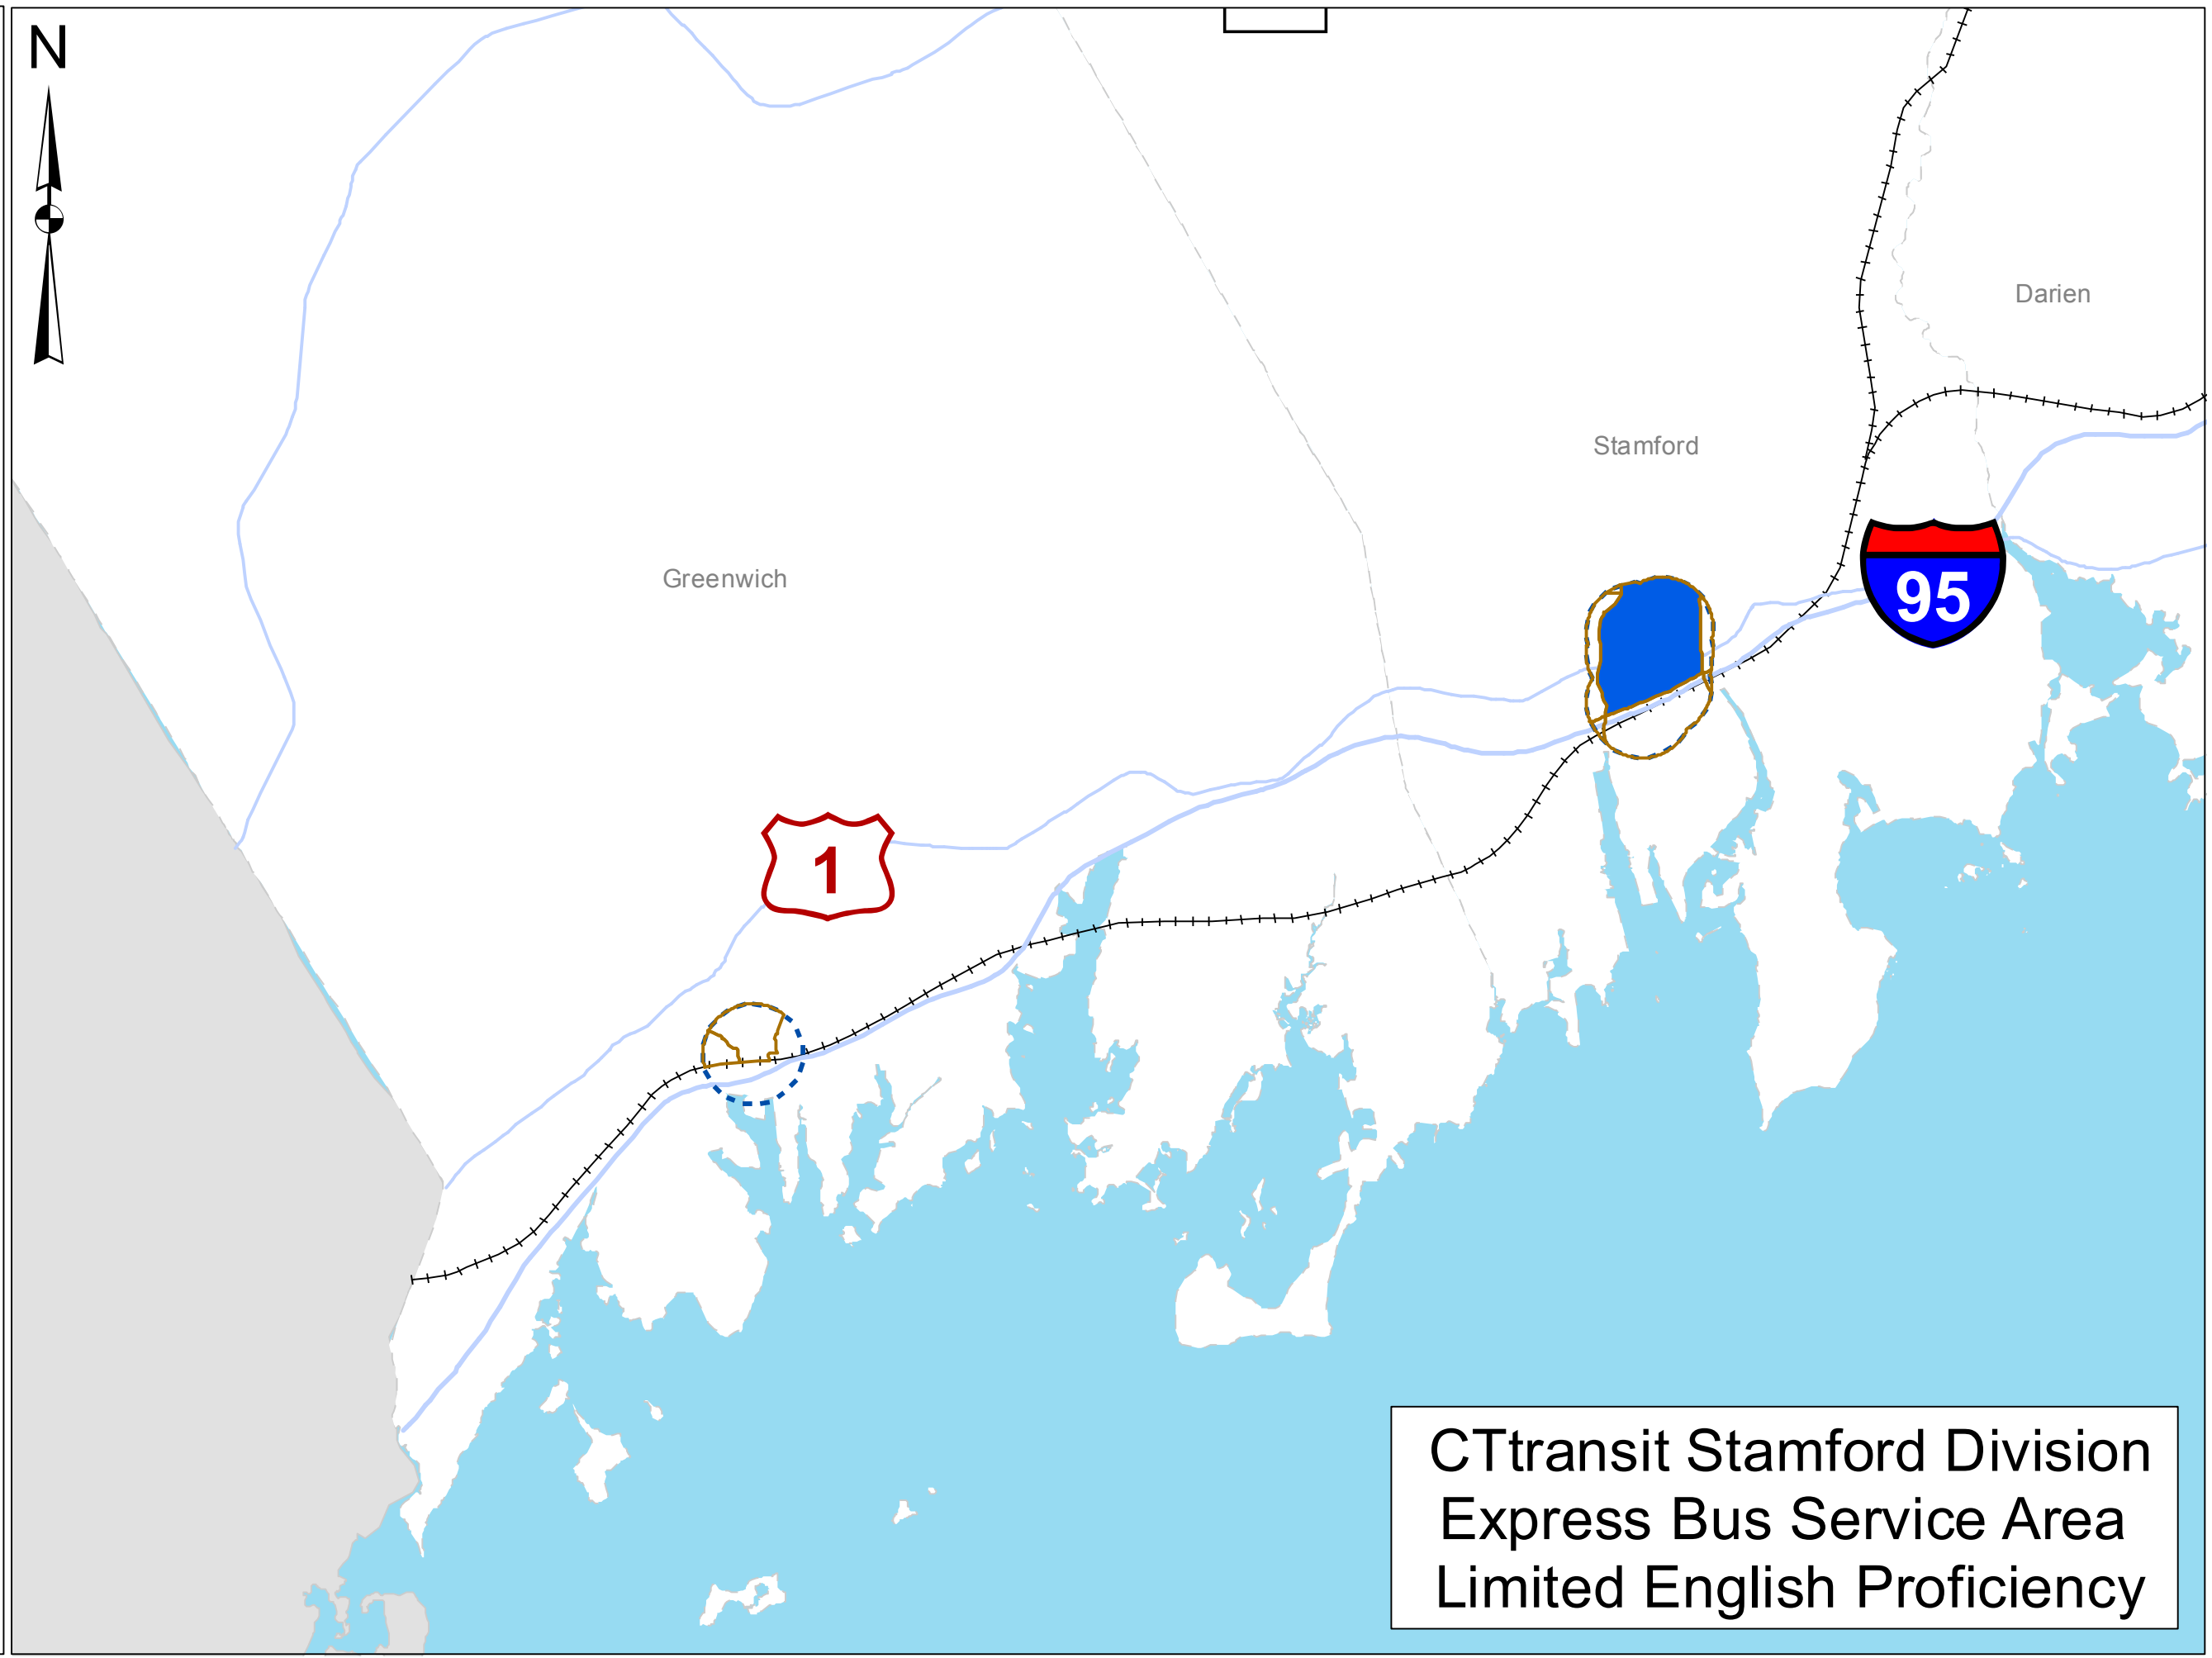 N
Darien
Stamford
Greenwich
95
1
CTtransit Stamford Division
Express Bus Service Area
Limited English Proficiency